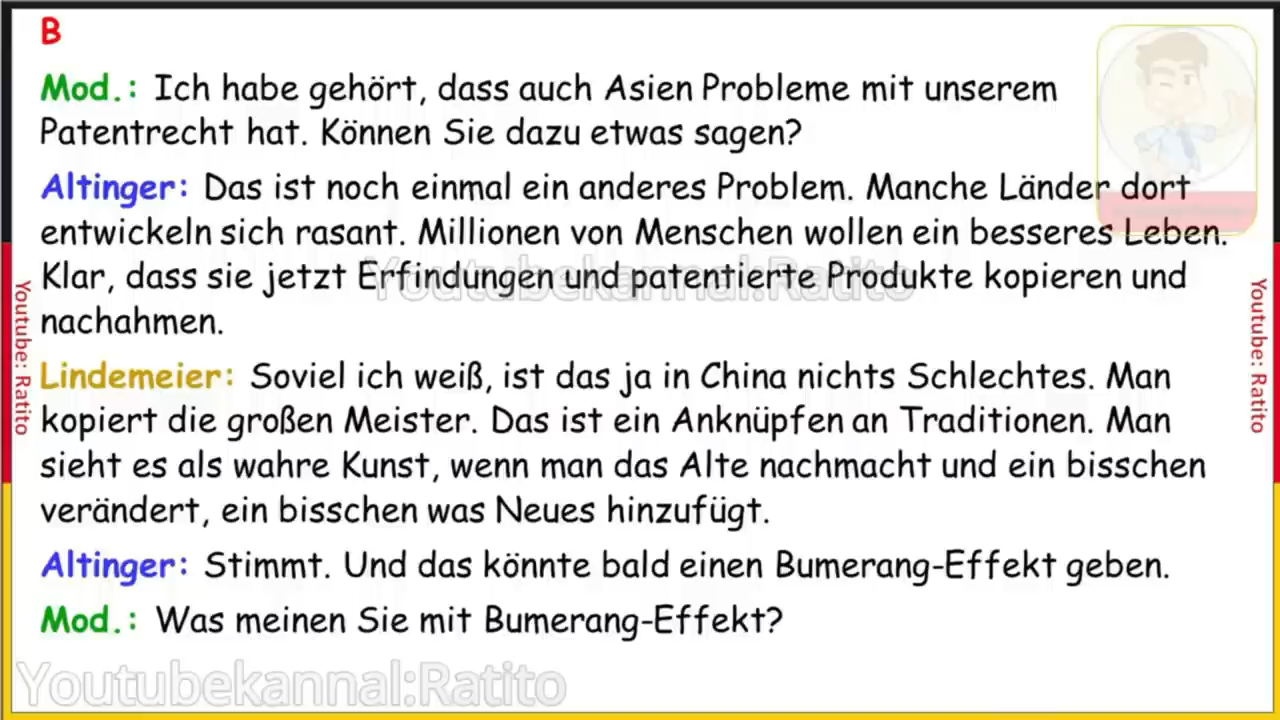 B
Mod.: Ich habe gehört, dass auch Asien Probleme mit unserem
Patentrecht hat. Können Sie dazu etwas sagen?
Altinger: Das ist noch einmal ein anderes Problem. Manche Länder dort
entwickeln sich rasant. Millionen von Menschen wollen ein besseres Leben.
Klar, dass sie jetzt Erfindungen und patentierte Produkte kopieren und
nachahmen.
Lindemeier: Soviel ich weiß, ist das ja in China nichts Schlechtes. Man
kopiert die großen Meister. Das ist ein Anknüpfen an Traditionen. Man
sieht es als wahre Kunst, wenn man das Alte nachmacht und ein bisschen
verändert, ein bisschen was Neues hinzufügt.
Altinger: Stimmt. Und das könnte bald einen Bumerang-Effekt geben.
Mod.: Was meinen Sie mit Bumerang-Effekt?
Youtubekannal:Ratito
Youtubekannal:Ratito
Youtube: Ratito
Youtube: Ratito